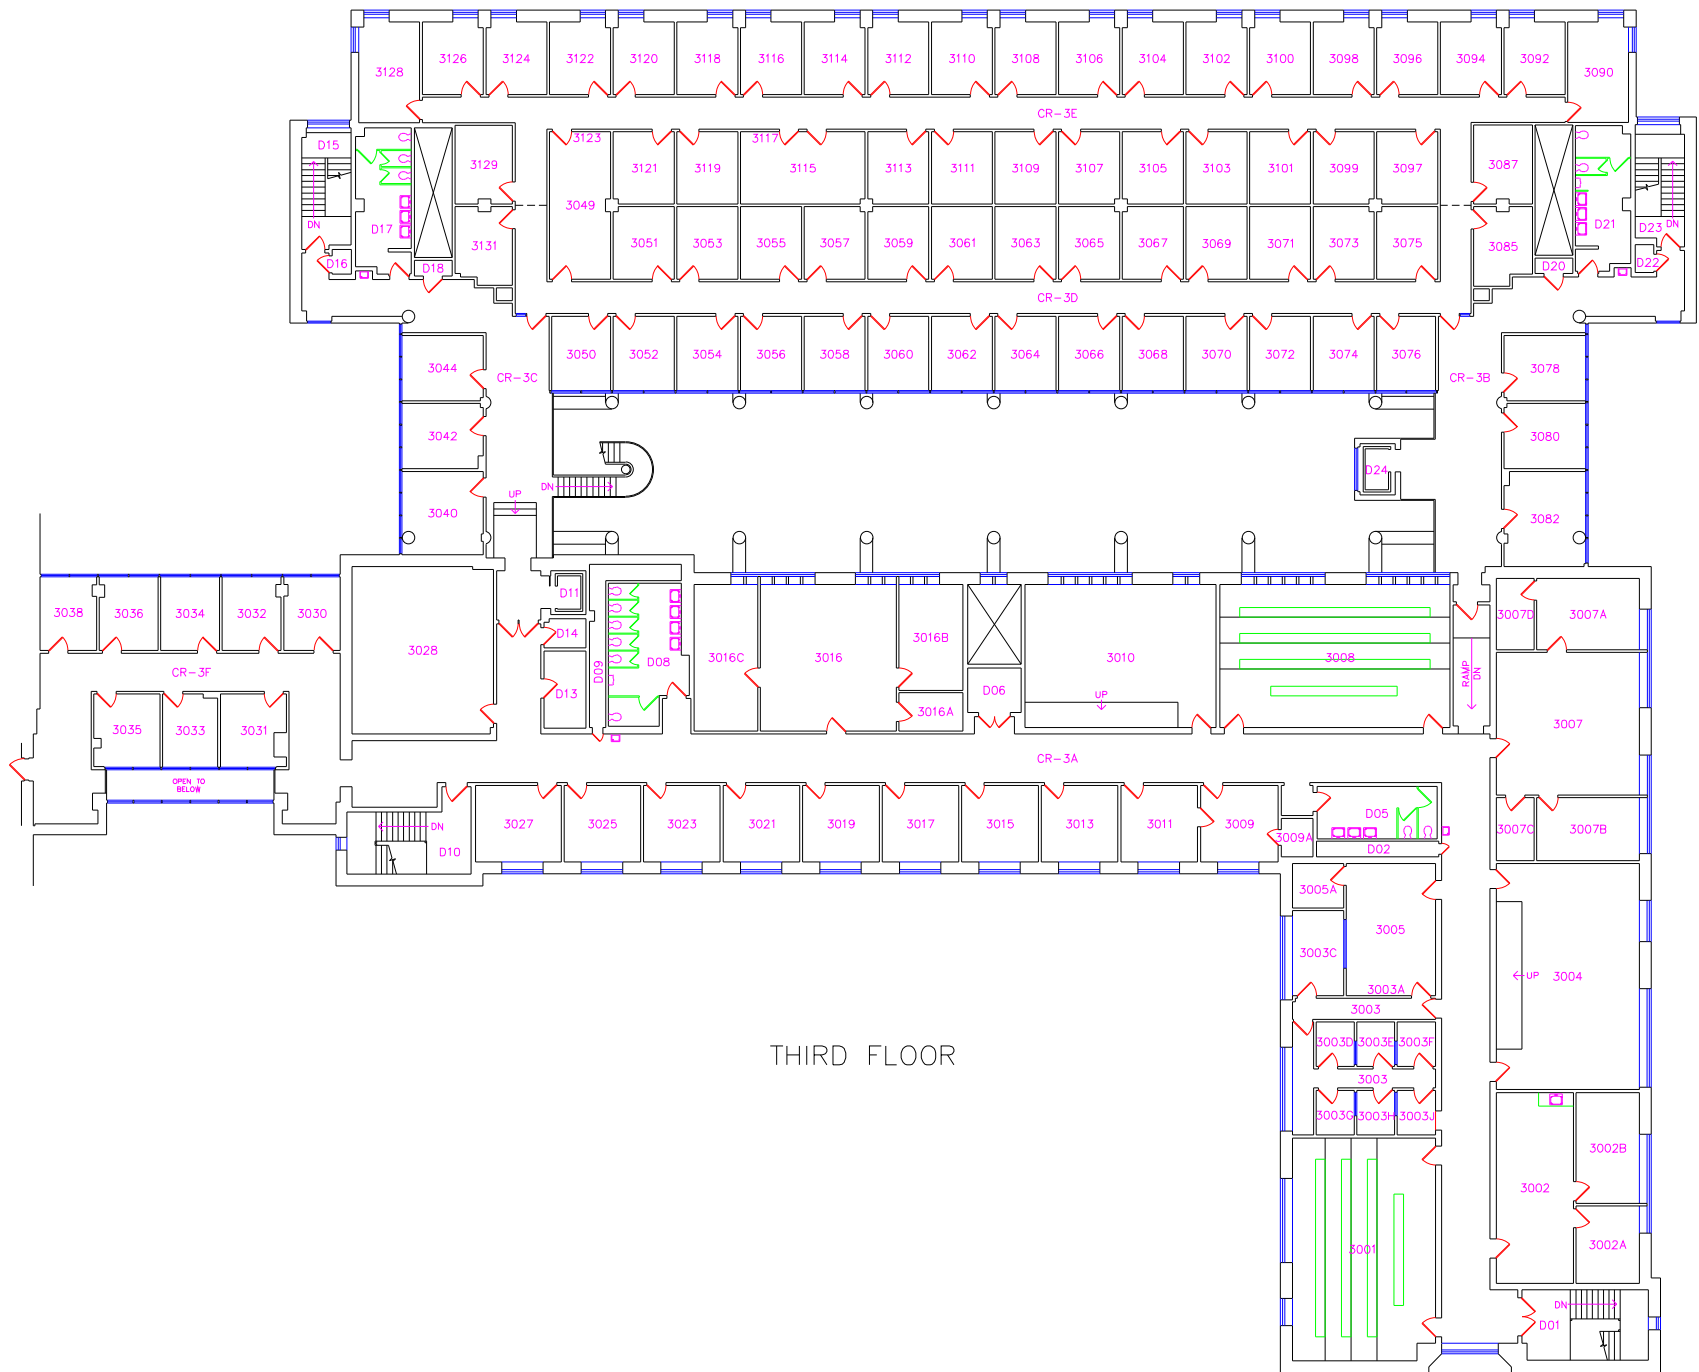 3128 3126 3124 3122 3120 3118 3116 3114 3112 3110 3108 3106 3104 3102 3100 3098 3096 3094 3092 3090
CR-3E
3123 3117
D15 3129 3121 3119 3115 3113 3111 3109 3107 3105 3103 3101 3099 3097 3087
3049
DN D17 D21 D23 DN
3131 3051 3053 3055 3057 3059 3061 3063 3065 3067 3069 3071 3073 3075 3085
D16 D18 D20 D22
CR-3D
3050 3052 3054 3056 3058 3060 3062 3064 3066 3068 3070 3072 3074 3076
3044 CR-3C CR-3B 3078
3042 3080
D24
DN
UP
3040 3082
3038 3036 3034 3032 3030 D11 3007D 3007A
D14 3016B
3028 3016C 3016 3010 3008
D09 D08 RAMP DN
CR-3F
D13 D06 UP
3016A
3035 3033 3031 3007
CR-3A
OPEN TO
BELOW
3027 3025 3023 3021 3019 3017 3015 3013 3011 3009 D05
DN 3009A 3007C 3007B
D10 D02
3005A
3005
3003C 3004
UP
3003A
3003
3003D 3003E 3003F
THIRD FLOOR
3003
3003G 3003H 3003J
3002B
3002
3001 3002A
DN
D01